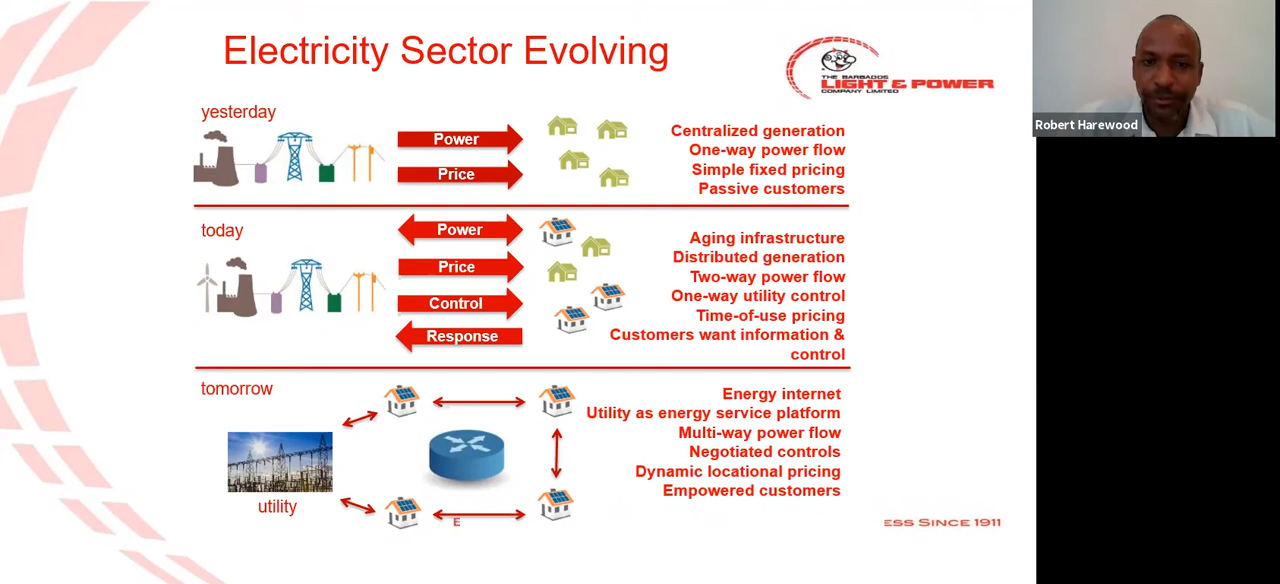 Electricity Sector Evolving
THE BARBADOS
LIGHT & POWER
COMPANY LIMITED
Robert Harewood
yesterday
Power
Price
Centralized generation
One-way power flow
Simple fixed pricing
Passive customers
today
Power
Price
Control
Response
Aging infrastructure
Distributed generation
Two-way power flow
One-way utility control
Time-of-use pricing
Customers want information &
control
tomorrow
utility
E
Energy internet
Utility as energy service platform
Multi-way power flow
Negotiated controls
Dynamic locational pricing
Empowered customers
ESS SINCE 1911